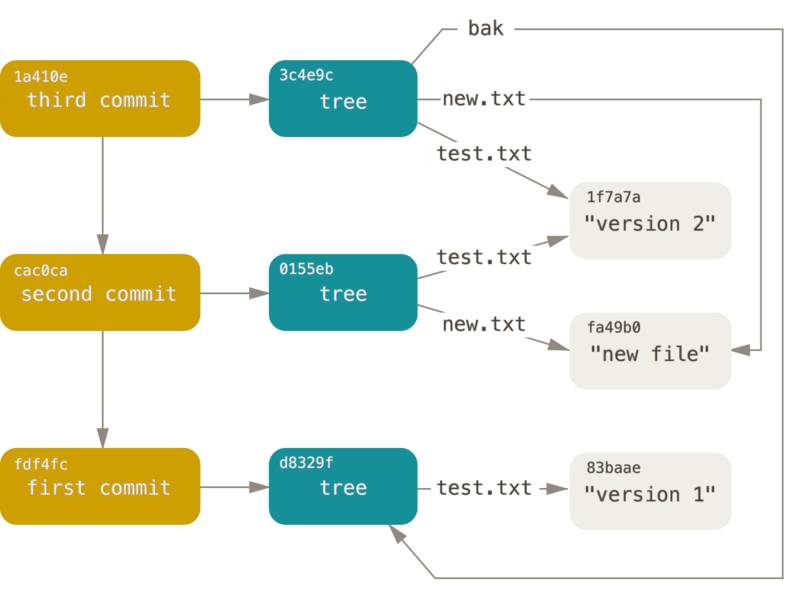 bak
1a410e
third commit
3c4e9c
tree
new.txt
test.txt
1f7a7a
"version 2"
cac0ca
second commit
0155eb
tree
test.txt
new.txt
fa49b0
"new file"
fdf4fc
first commit
d8329f
tree
test.txt
83baae
"version 1"